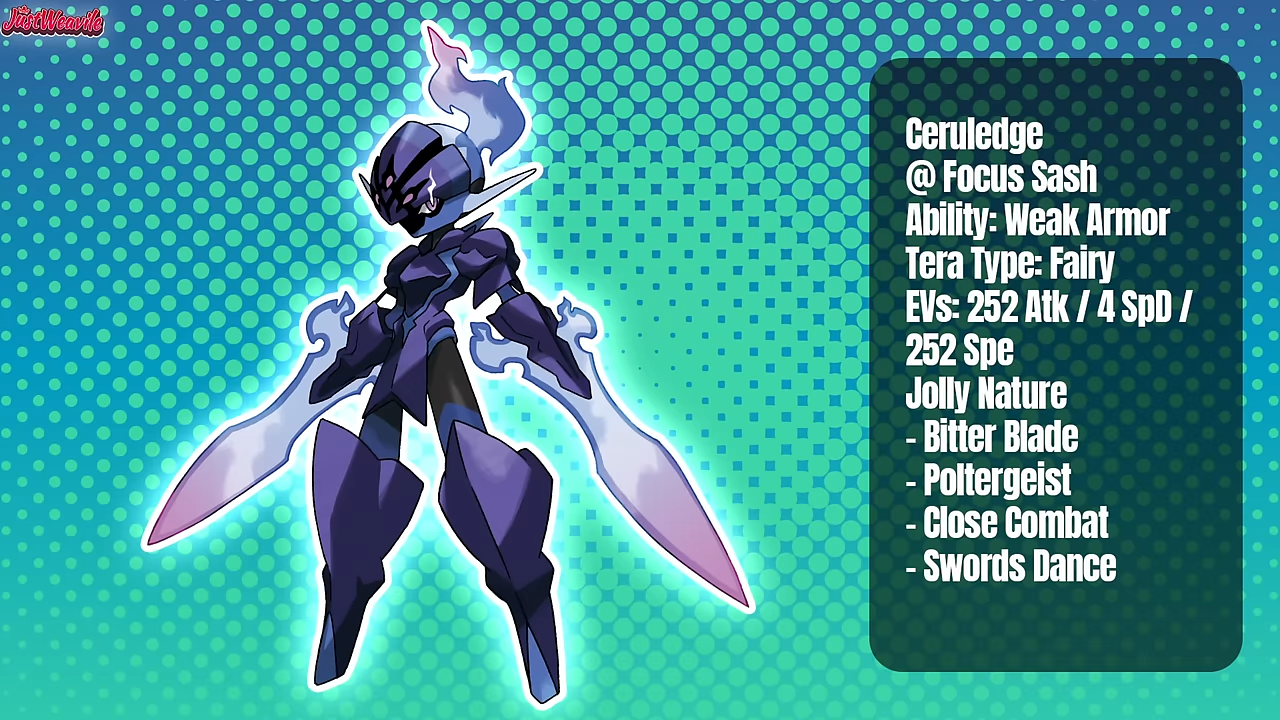 JustWeavile
Ceruledge
@ Focus Sash
Ability: Weak Armor
Tera Type: Fairy
EVs: 252 Atk / 4 SpD /
252 Spe
Jolly Nature
- Bitter Blade
- Poltergeist
- Close Combat
- Swords Dance